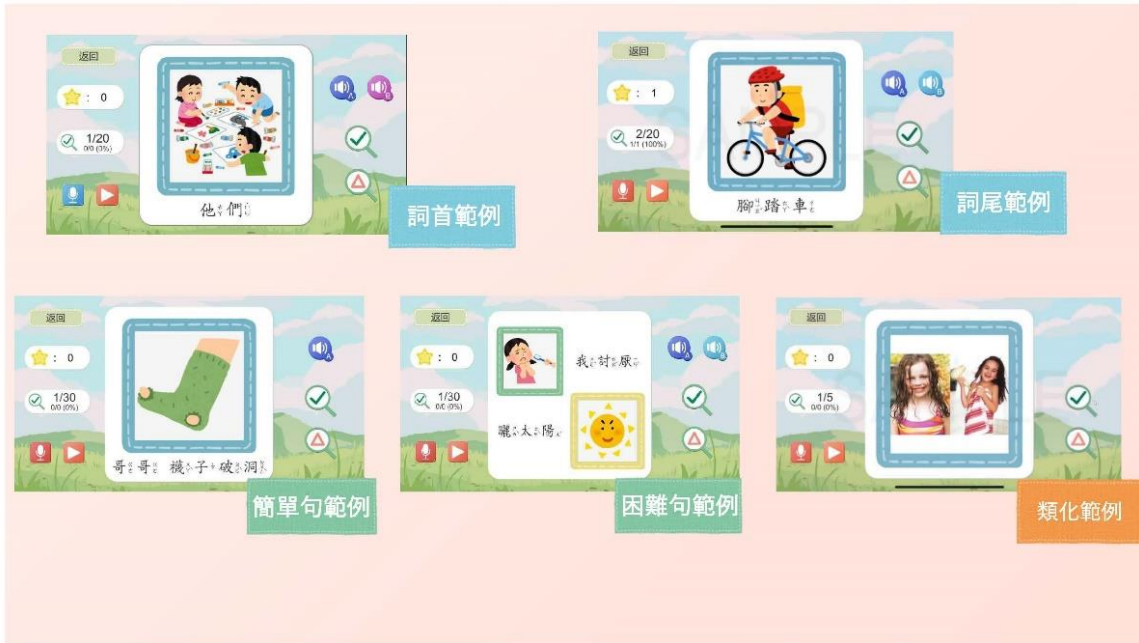 返回
: 0
1/20
0/0 (0%)
A
B
他們
詞首範例
返回
: 1
2/20
1/1 (100%)
A
B
腳踏車
詞尾範例
返回
: 0
1/30
0/0 (0%)
A
哥哥 襪子破洞
簡單句範例
返回
: 0
1/30
0/0 (0%)
A
B
我討厭
曬太陽
困難句範例
返回
: 0
1/5
0/0 (0%)
類化範例